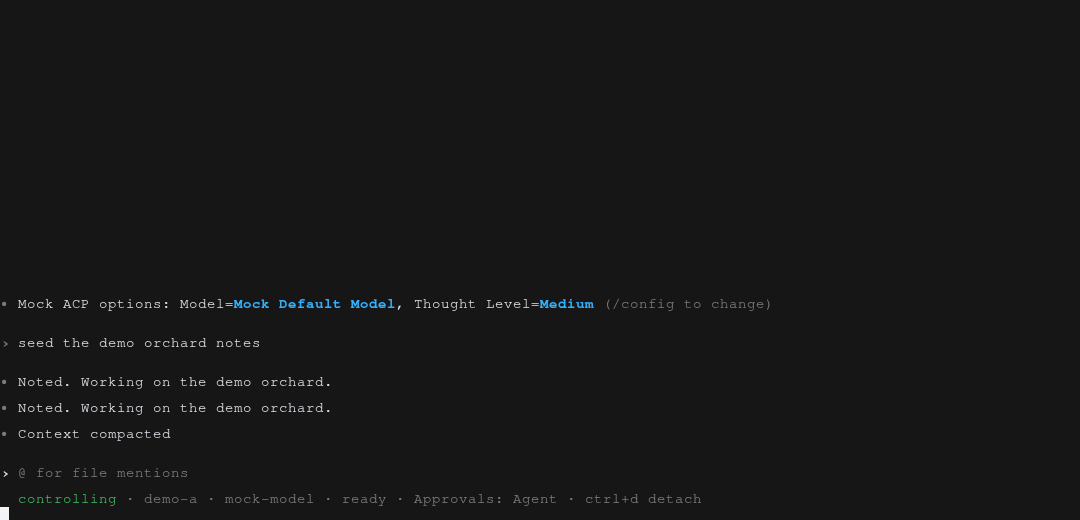 • Mock ACP options: Model=Mock Default Model, Thought Level=Medium (/config to change)
› seed the demo orchard notes
• Noted. Working on the demo orchard.
• Noted. Working on the demo orchard.
• Context compacted
› @ for file mentions
controlling · demo-a · mock-model · ready · Approvals: Agent · ctrl+d detach